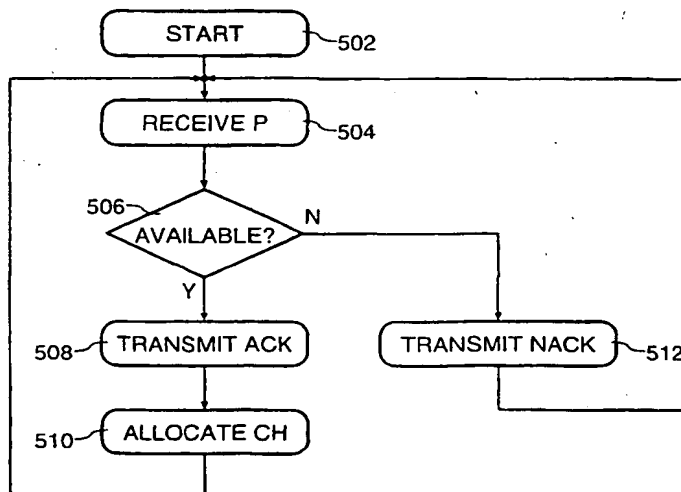 START
502
RECEIVE P
504
506
AVAILABLE?
N
Y
508
TRANSMIT ACK
TRANSMIT NACK
512
510
ALLOCATE CH